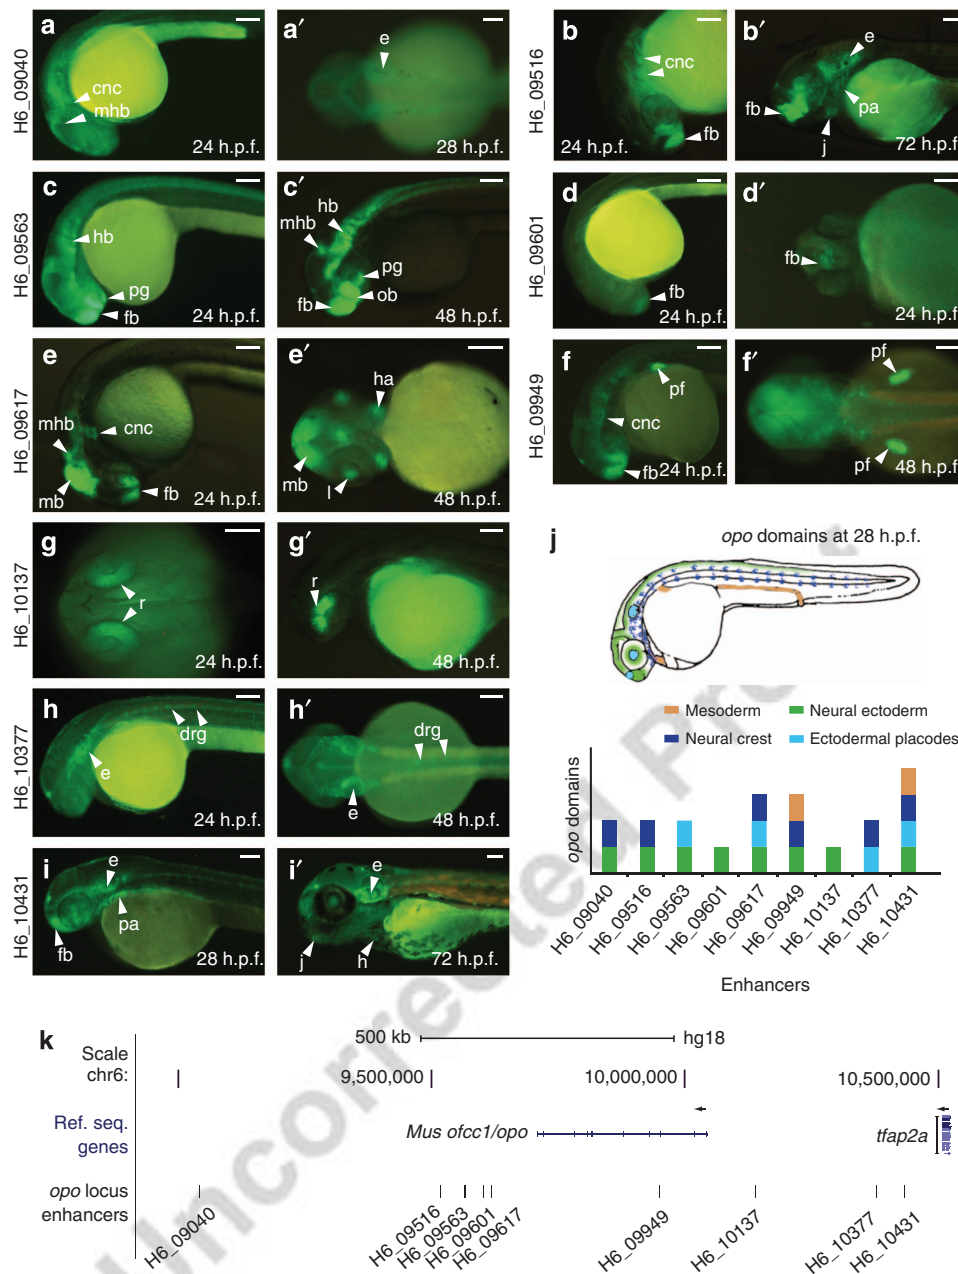 a
a′
b
b′
H6_09040
cnc
mhb
24 h.p.f.
e
28 h.p.f.
H6_09516
cnc
fb
24 h.p.f.
e
fb
pa
j
72 h.p.f.
c
c′
d
d′
H6_09563
hb
pg
fb
24 h.p.f.
hb
mhb
pg
ob
fb
48 h.p.f.
H6_09601
fb
24 h.p.f.
fb
24 h.p.f.
e
e′
f
f′
H6_09617
mhb
cnc
mb
fb
24 h.p.f.
ha
mb
l
48 h.p.f.
H6_09949
pf
cnc
fb
24 h.p.f.
pf
pf
48 h.p.f.
g
g′
H6_10137
r
24 h.p.f.
r
48 h.p.f.
h
h′
H6_10377
drg
e
24 h.p.f.
drg
e
48 h.p.f.
i
i′
H6_10431
e
pa
fb
28 h.p.f.
e
j
h
72 h.p.f.
j
opo domains at 28 h.p.f.
Mesoderm
Neural ectoderm
Neural crest
Ectodermal placodes
opo domains
H6_09040
H6_09516
H6_09563
H6_09601
H6_09617
H6_09949
H6_10137
H6_10377
H6_10431
Enhancers
k
500 kb
hg18
Scale
chr6:
9,500,000
10,000,000
10,500,000
Ref. seq.
genes
Mus ofcc1/opo
tfap2a
opo locus
enhancers
H6_09040
H6_09516
H6_09563
H6_09601
H6_09617
H6_09949
H6_10137
H6_10377
H6_10431
Uncorrected Proof